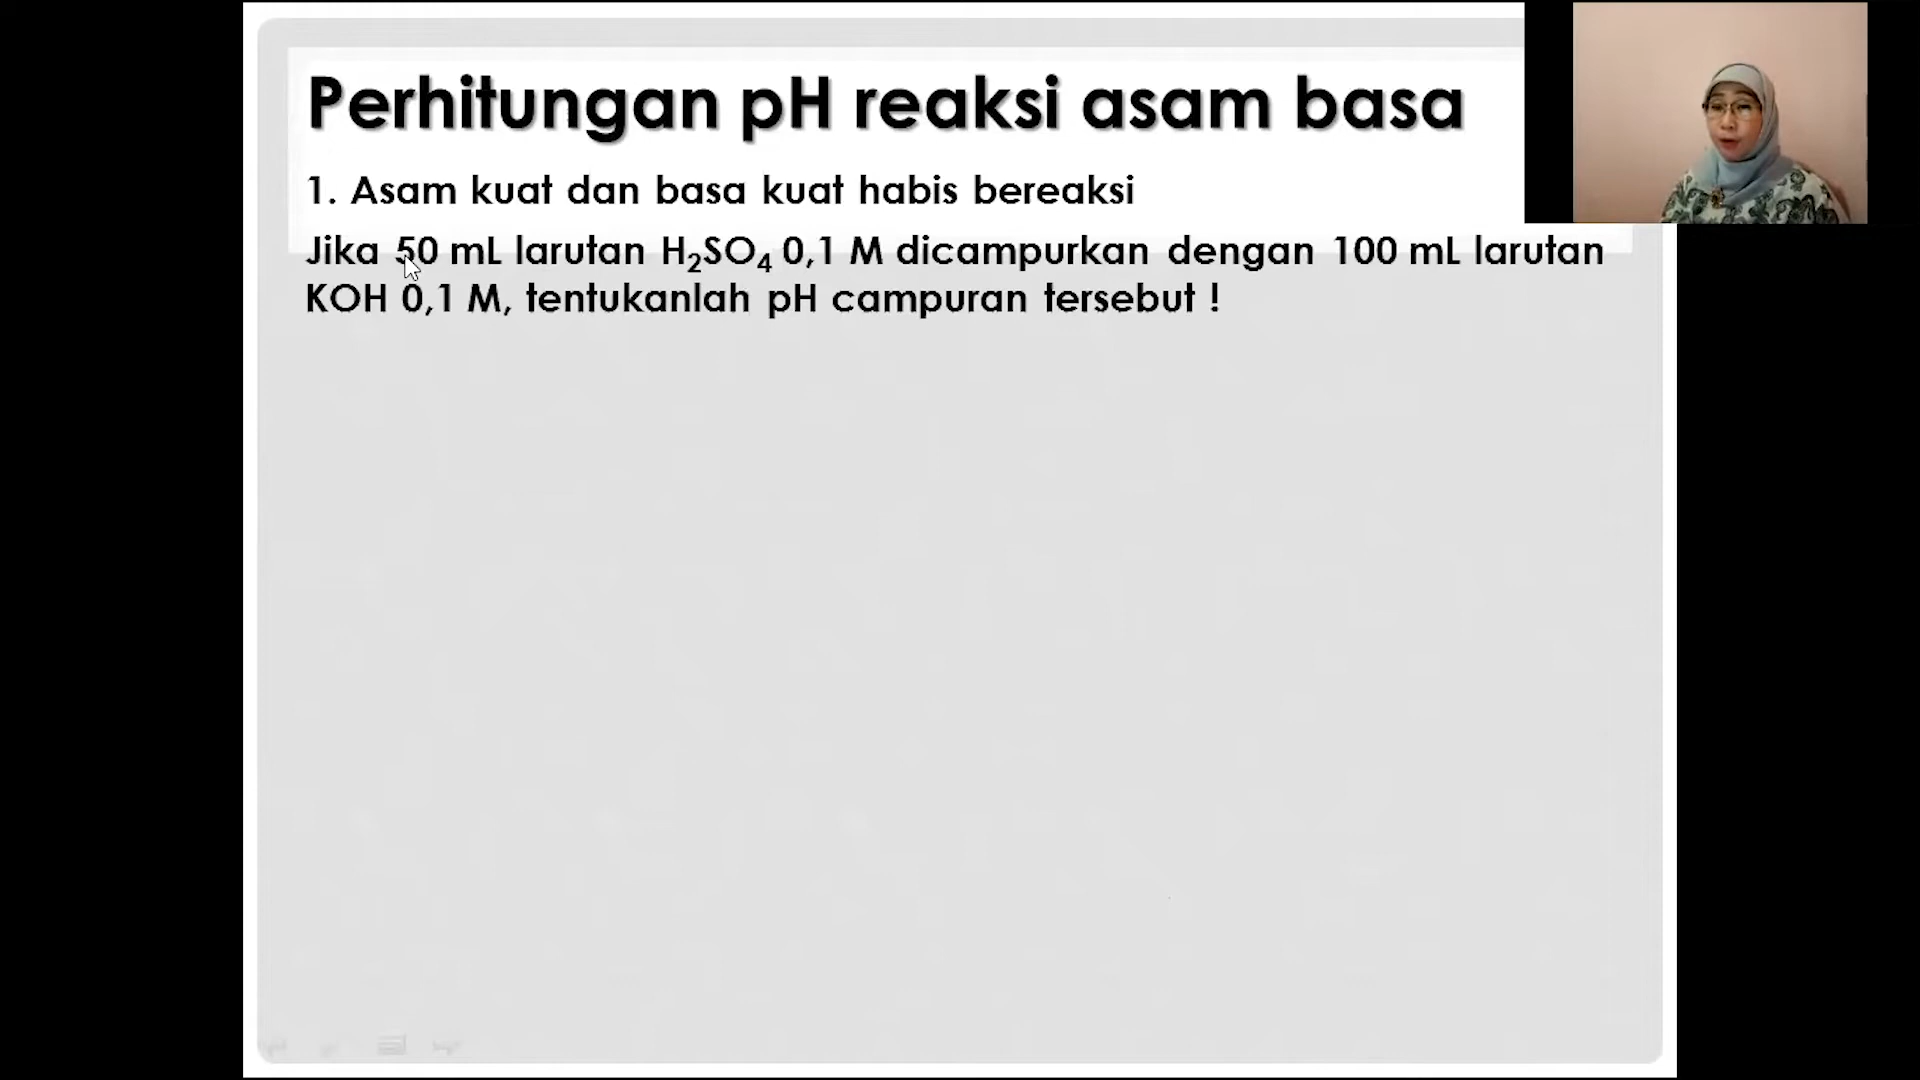 Perhitungan pH reaksi asam basa
1. Asam kuat dan basa kuat habis bereaksi
Jika 50 mL larutan H₂SO₄ 0,1 M dicampurkan dengan 100 mL larutan
KOH 0,1 M, tentukanlah pH campuran tersebut !